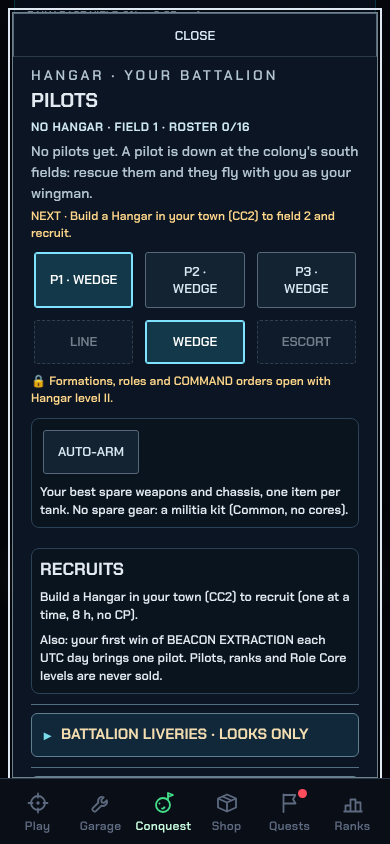 CLOSE
HANGAR · YOUR BATTALION
PILOTS
NO HANGAR · FIELD 1 · ROSTER 0/16
No pilots yet. A pilot is down at the colony's south
fields: rescue them and they fly with you as your
wingman.
NEXT · Build a Hangar in your town (CC2) to field 2 and
recruit.
P1 · WEDGE
P2 ·
WEDGE
P3 ·
WEDGE
LINE
WEDGE
ESCORT
🔒 Formations, roles and COMMAND orders open with
Hangar level II.
AUTO-ARM
Your best spare weapons and chassis, one item per
tank. No spare gear: a militia kit (Common, no cores).
RECRUITS
Build a Hangar in your town (CC2) to recruit (one at a
time, 8 h, no CP).
Also: your first win of BEACON EXTRACTION each
UTC day brings one pilot. Pilots, ranks and Role Core
levels are never sold.
▸ BATTALION LIVERIES · LOOKS ONLY
Play
Garage
Conquest
Shop
Quests
Ranks